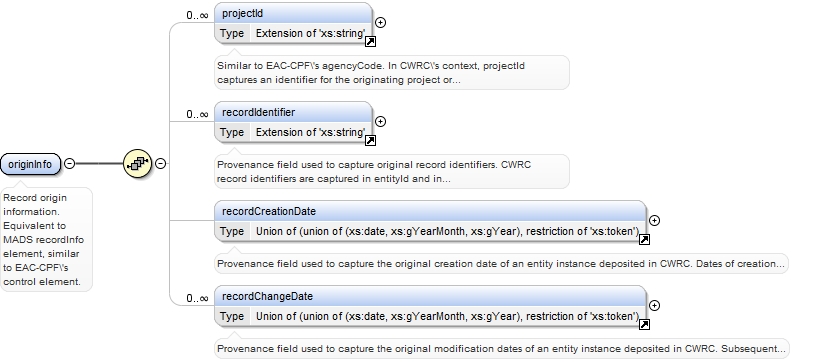 0..∞
projectId
Type Extension of 'xs:string'
Similar to EAC-CPF\'s agencyCode. In CWRC\'s context, projectId
captures an identifier for the originating project or...
0..∞
recordIdentifier
Type Extension of 'xs:string'
Provenance field used to capture original record identifiers. CWRC
record identifiers are captured in entityId and in...
originInfo
Record origin
information.
Equivalent to
MADS recordInfo
element, similar
to EAC-CPF\'s
control element.
recordCreationDate
Type Union of (union of (xs:date, xs:gYearMonth, xs:gYear), restriction of 'xs:token')
Provenance field used to capture the original creation date of an entity instance deposited in CWRC. Dates of creation...
0..∞
recordChangeDate
Type Union of (union of (xs:date, xs:gYearMonth, xs:gYear), restriction of 'xs:token')
Provenance field used to capture the original modification dates of an entity instance deposited in CWRC. Subsequent...